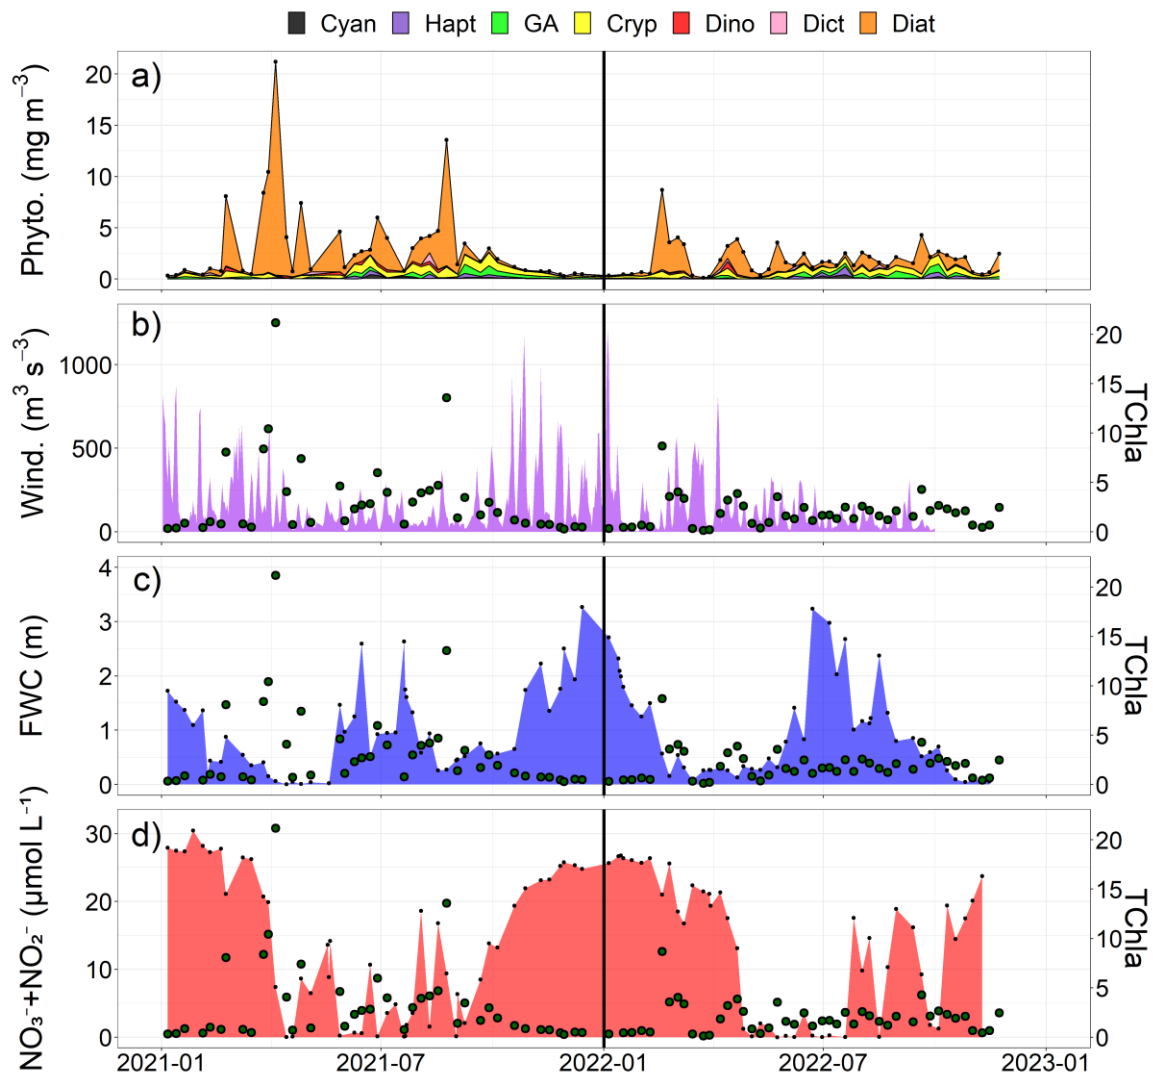 Cyan Hapt GA Cryp Dino Dict Diat
a)
Phyto. (mg m⁻³)
20
15
10
5
0
b)
Wind. (m³ s⁻³)
1000
500
0
20
15
10
5
0
TChla
c)
FWC (m)
4
3
2
1
0
20
15
10
5
0
TChla
d)
NO₃⁻+NO₂⁻ (µmol L⁻¹)
30
20
10
0
20
15
10
5
0
TChla
2021-01 2021-07 2022-01 2022-07 2023-01